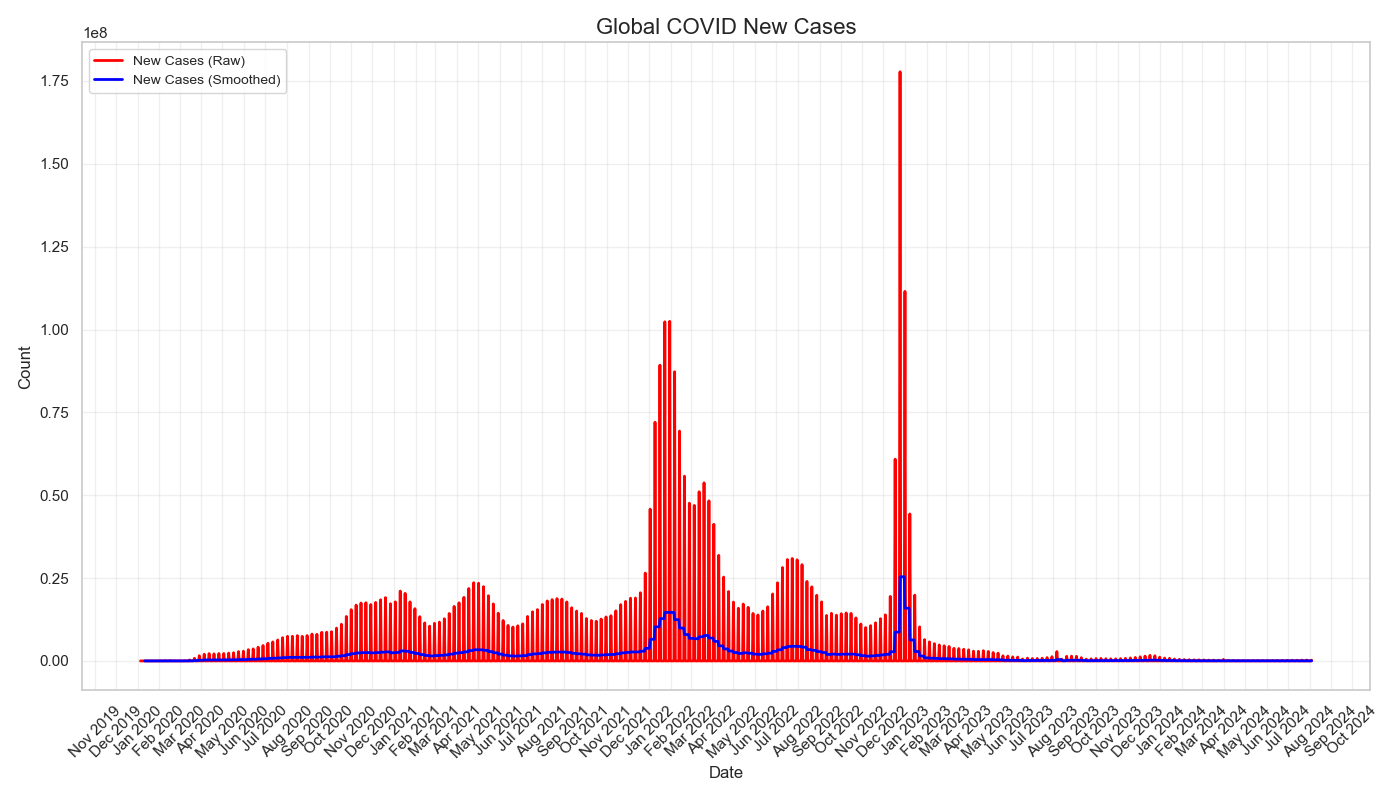 Global COVID New Cases
1e8
New Cases (Raw)
New Cases (Smoothed)
1.75
1.50
1.25
1.00
0.75
0.50
0.25
0.00
Count
Nov 2019
Dec 2019
Jan 2020
Feb 2020
Mar 2020
Apr 2020
May 2020
Jun 2020
Jul 2020
Aug 2020
Sep 2020
Oct 2020
Nov 2020
Dec 2020
Jan 2021
Feb 2021
Mar 2021
Apr 2021
May 2021
Jun 2021
Jul 2021
Aug 2021
Sep 2021
Oct 2021
Nov 2021
Dec 2021
Jan 2022
Feb 2022
Mar 2022
Apr 2022
May 2022
Jun 2022
Jul 2022
Aug 2022
Sep 2022
Oct 2022
Nov 2022
Dec 2022
Jan 2023
Feb 2023
Mar 2023
Apr 2023
May 2023
Jun 2023
Jul 2023
Aug 2023
Sep 2023
Oct 2023
Nov 2023
Dec 2023
Jan 2024
Feb 2024
Mar 2024
Apr 2024
May 2024
Jun 2024
Jul 2024
Aug 2024
Sep 2024
Oct 2024
Date